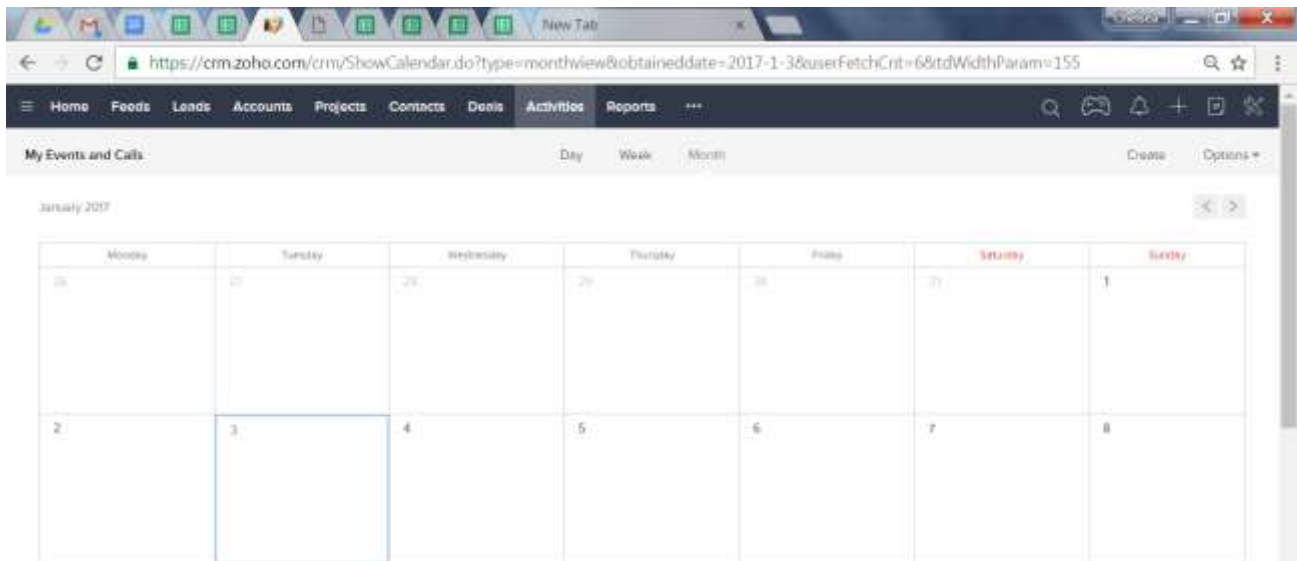 New Tab
Chelsea
https://crm.zoho.com/crm/ShowCalendar.do?type=monthview&obtaineddate=2017-1-3&userFetchCnt=6&tdWidthParam=155
Home Feeds Leads Accounts Projects Contacts Deals Activities Reports
My Events and Calls Day Week Month Create Options
January 2017
Monday Tuesday Wednesday Thursday Friday Saturday Sunday
26 27 28 29 30 31 1
2 3 4 5 6 7 8